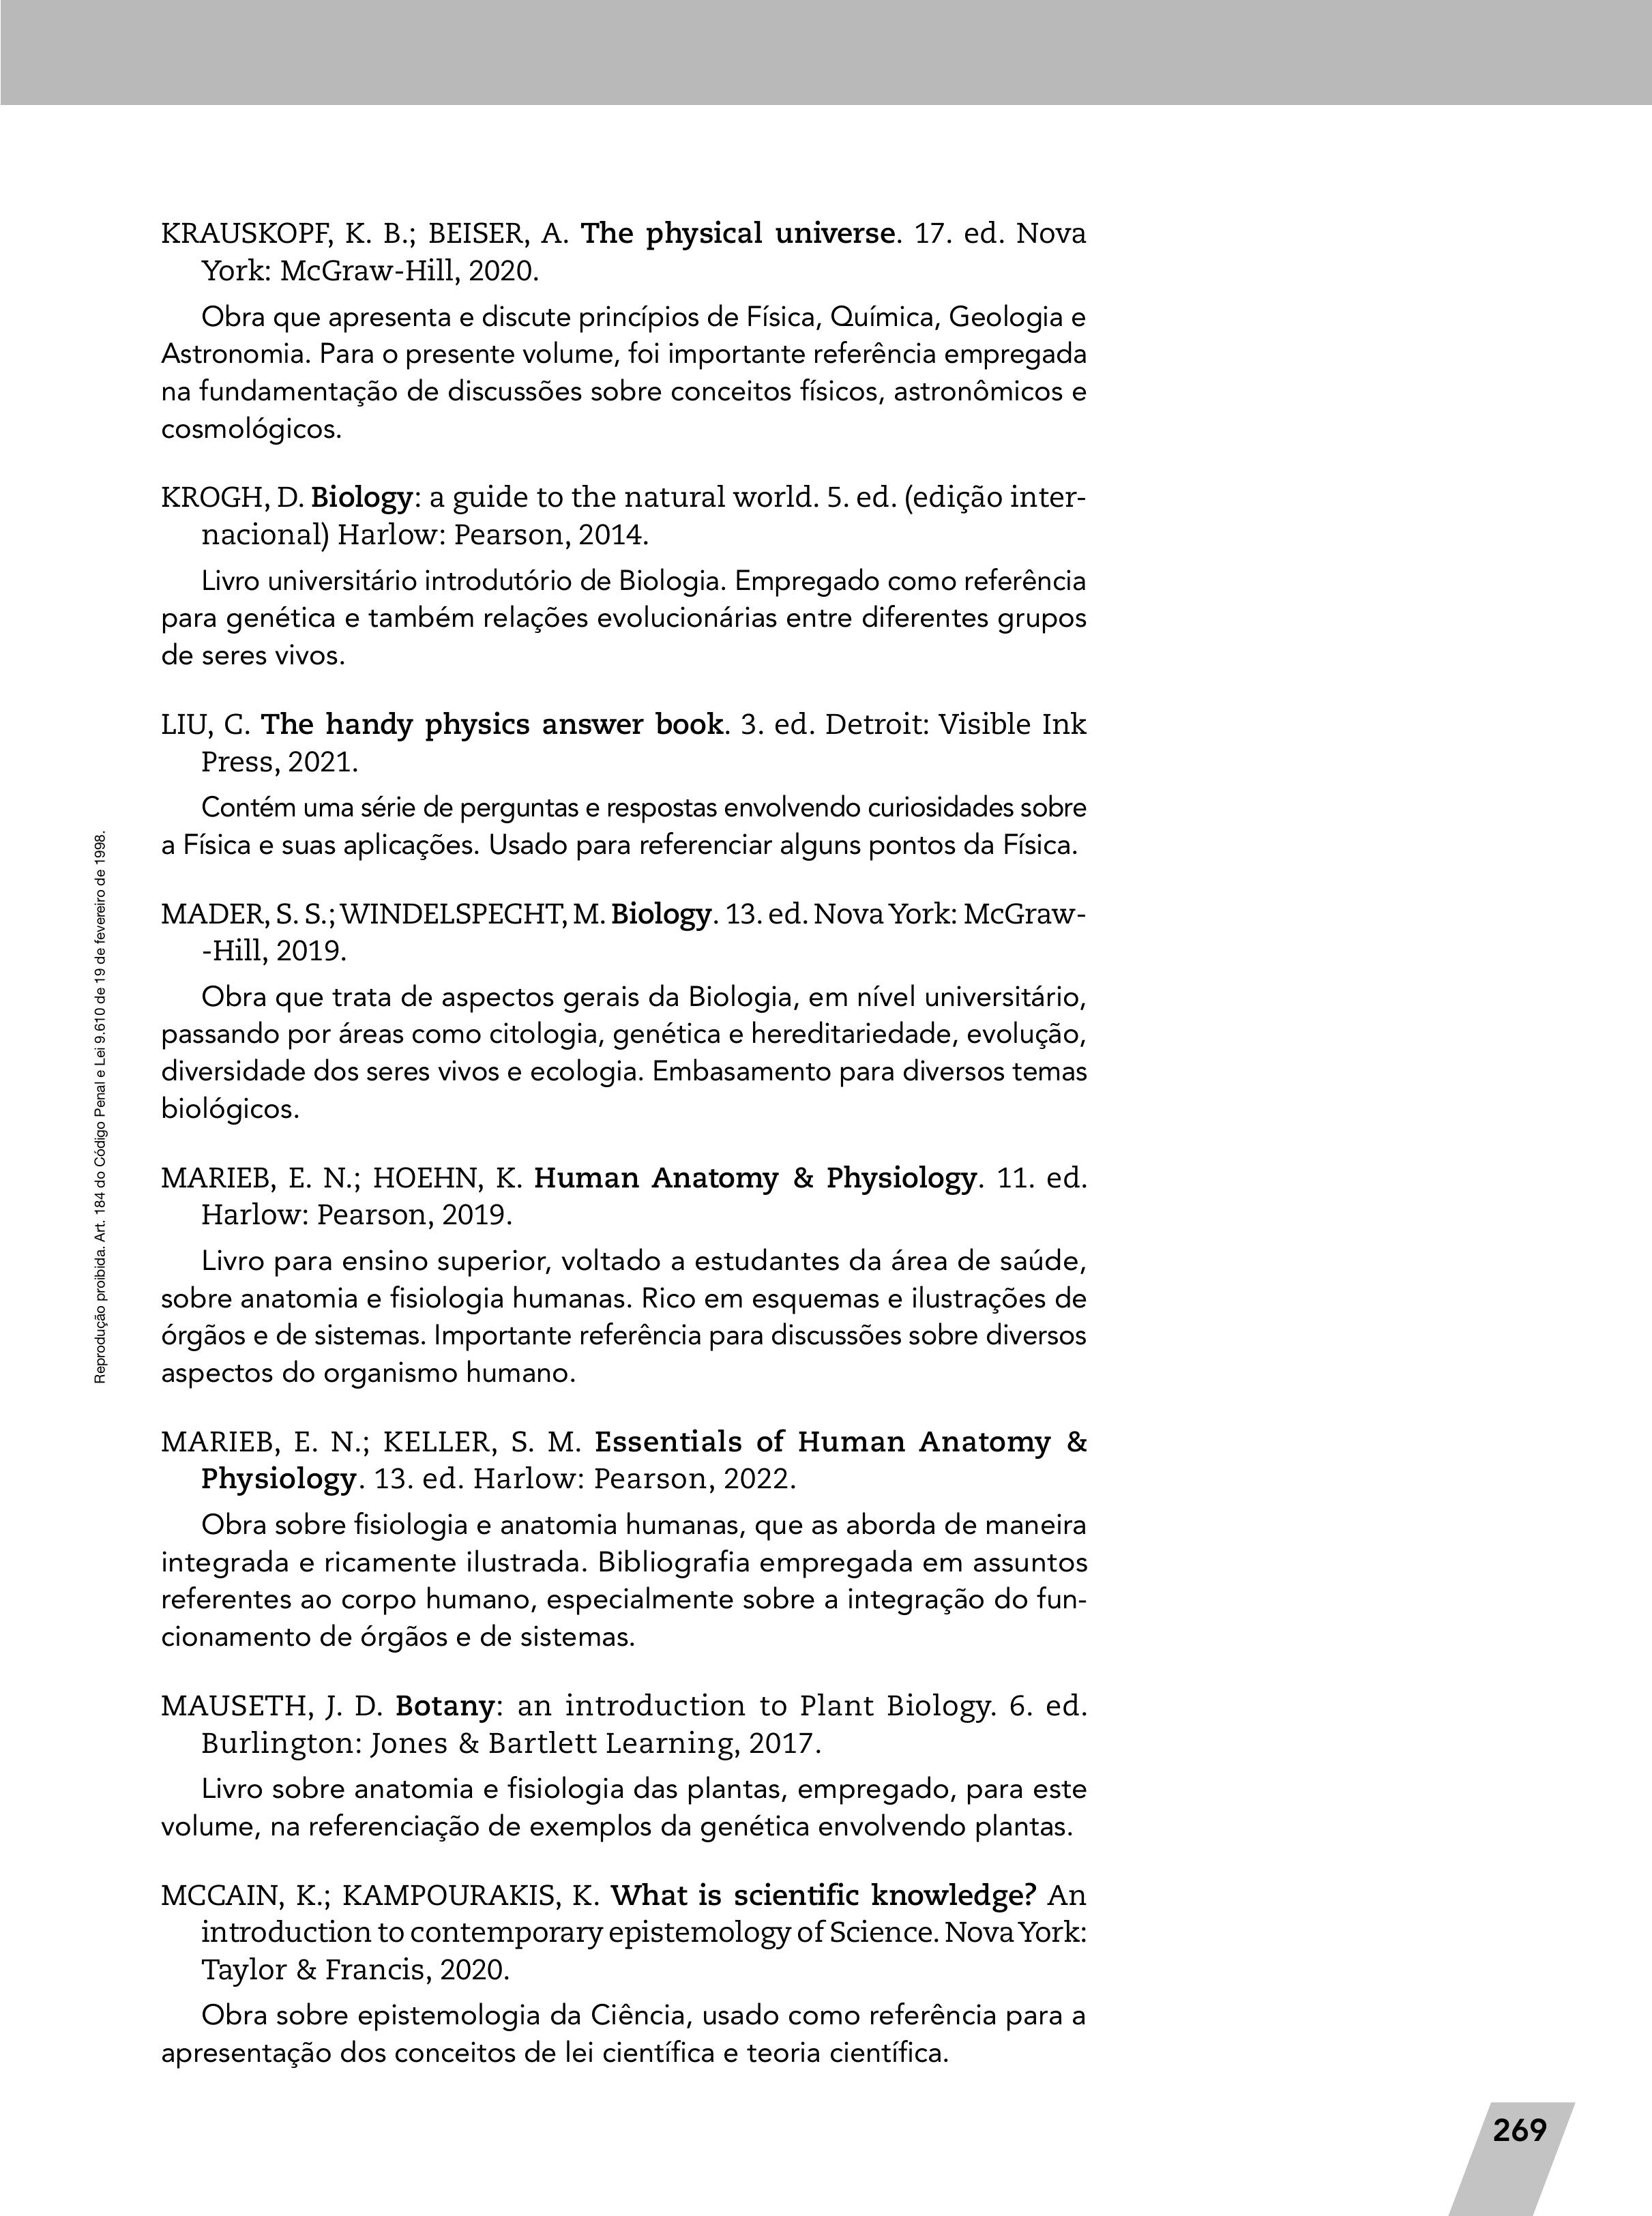 KRAUSKOPF, K. B.; BEISER, A. The physical universe. 17. ed. Nova
York: McGraw-Hill, 2020.
Obra que apresenta e discute princípios de Física, Química, Geologia e
Astronomia. Para o presente volume, foi importante referência empregada
na fundamentação de discussões sobre conceitos físicos, astronômicos e
cosmológicos.
KROGH, D. Biology: a guide to the natural world. 5. ed. (edição inter-
nacional) Harlow: Pearson, 2014.
Livro universitário introdutório de Biologia. Empregado como referência
para genética e também relações evolucionárias entre diferentes grupos
de seres vivos.
LIU, C. The handy physics answer book. 3. ed. Detroit: Visible Ink
Press, 2021.
Contém uma série de perguntas e respostas envolvendo curiosidades sobre
a Física e suas aplicações. Usado para referenciar alguns pontos da Física.
MADER, S. S.; WINDELSPECHT, M. Biology. 13. ed. Nova York: McGraw-
-Hill, 2019.
Obra que trata de aspectos gerais da Biologia, em nível universitário,
passando por áreas como citologia, genética e hereditariedade, evolução,
diversidade dos seres vivos e ecologia. Embasamento para diversos temas
biológicos.
MARIEB, E. N.; HOEHN, K. Human Anatomy & Physiology. 11. ed.
Harlow: Pearson, 2019.
Livro para ensino superior, voltado a estudantes da área de saúde,
sobre anatomia e fisiologia humanas. Rico em esquemas e ilustrações de
órgãos e de sistemas. Importante referência para discussões sobre diversos
aspectos do organismo humano.
MARIEB, E. N.; KELLER, S. M. Essentials of Human Anatomy &
Physiology. 13. ed. Harlow: Pearson, 2022.
Obra sobre fisiologia e anatomia humanas, que as aborda de maneira
integrada e ricamente ilustrada. Bibliografia empregada em assuntos
referentes ao corpo humano, especialmente sobre a integração do fun-
cionamento de órgãos e de sistemas.
MAUSETH, J. D. Botany: an introduction to Plant Biology. 6. ed.
Burlington: Jones & Bartlett Learning, 2017.
Livro sobre anatomia e fisiologia das plantas, empregado, para este
volume, na referenciação de exemplos da genética envolvendo plantas.
MCCAIN, K.; KAMPOURAKIS, K. What is scientific knowledge? An
introduction to contemporary epistemology of Science. Nova York:
Taylor & Francis, 2020.
Obra sobre epistemologia da Ciência, usado como referência para a
apresentação dos conceitos de lei científica e teoria científica.
Reprodução proibida. Art. 184 do Código Penal e Lei 9.610 de 19 de fevereiro de 1998.
269